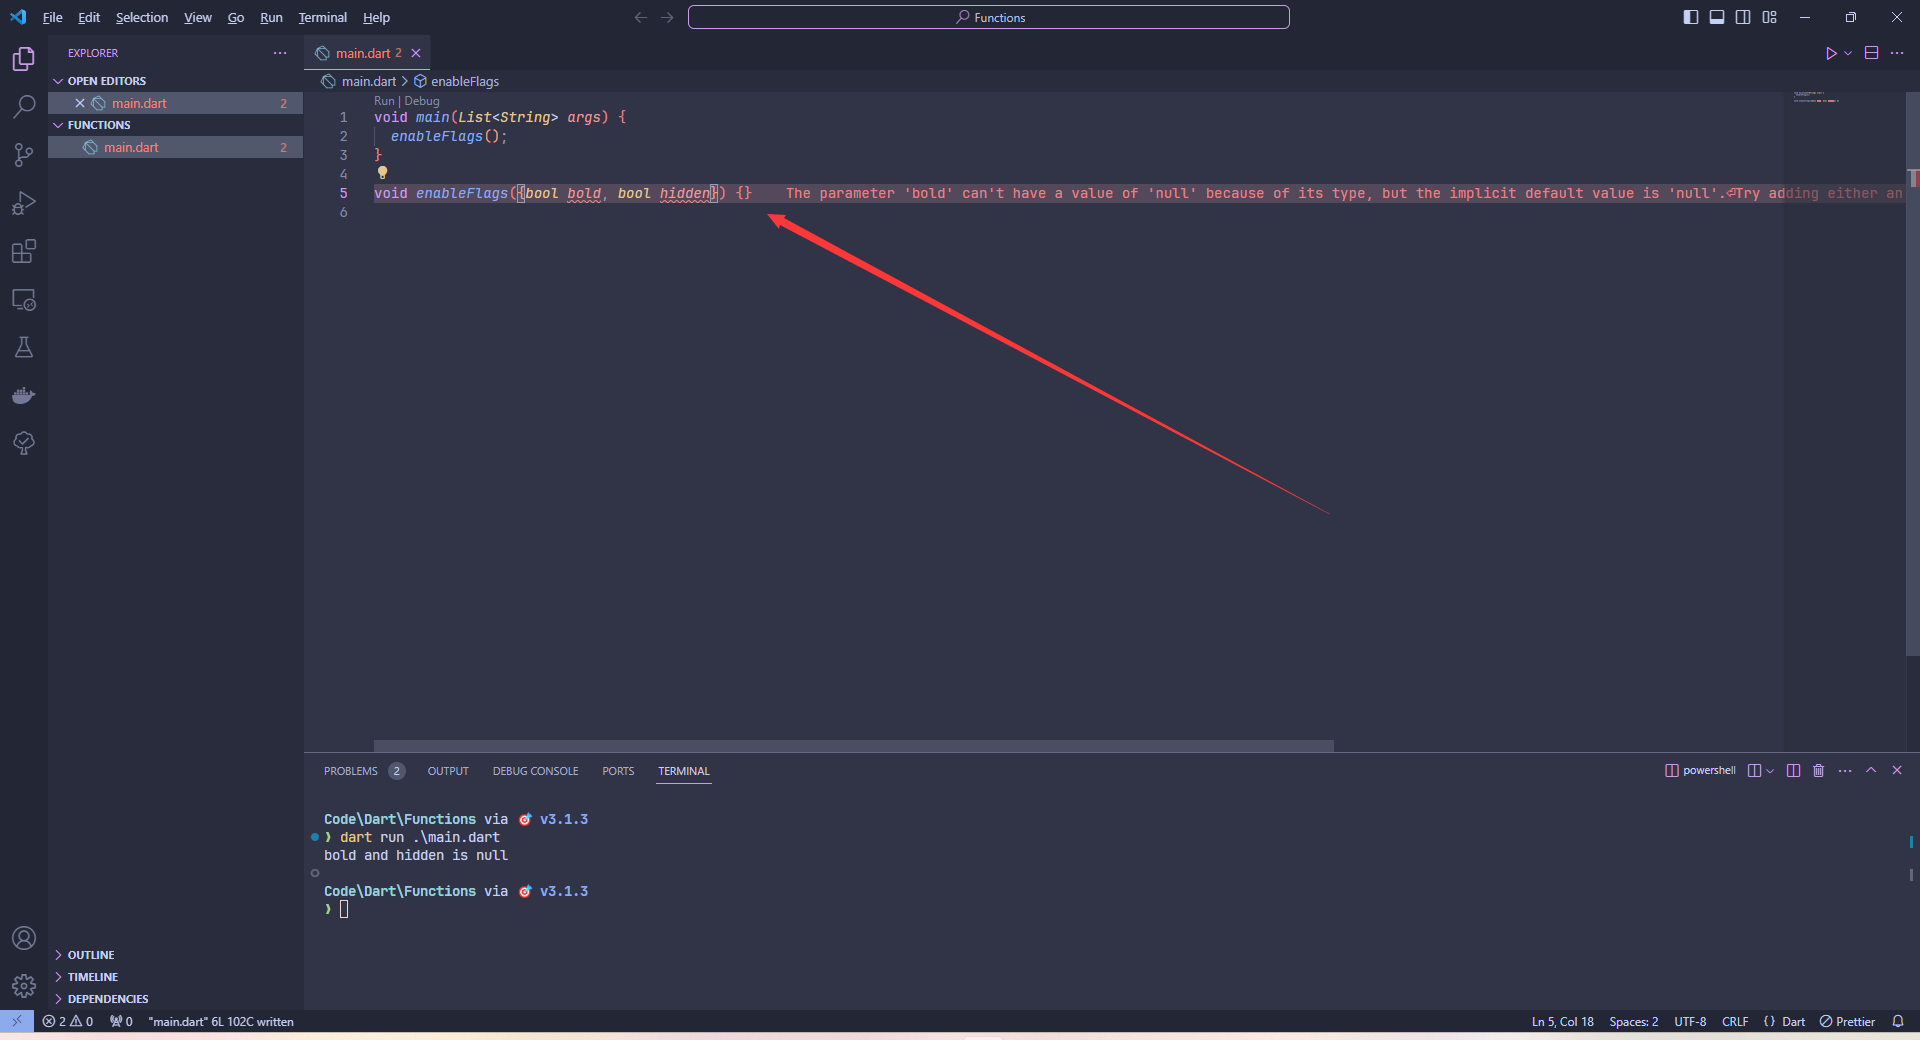 File Edit Selection View Go Run Terminal Help
Functions
EXPLORER
OPEN EDITORS
main.dart 2
FUNCTIONS
main.dart 2
OUTLINE
TIMELINE
DEPENDENCIES
main.dart 2
main.dart > enableFlags
Run | Debug
1 void main(List<String> args) {
2 enableFlags();
3 }
4
5 void enableFlags({bool bold, bool hidden}) {} The parameter 'bold' can't have a value of 'null' because of its type, but the implicit default value is 'null'.⏎Try adding either an
6
PROBLEMS 2 OUTPUT DEBUG CONSOLE PORTS TERMINAL
powershell
Code\Dart\Functions via 🎯 v3.1.3
❯ dart run .\main.dart
bold and hidden is null
Code\Dart\Functions via 🎯 v3.1.3
❯
2 0 0 "main.dart" 6L 102C written
Ln 5, Col 18 Spaces: 2 UTF-8 CRLF {} Dart Prettier